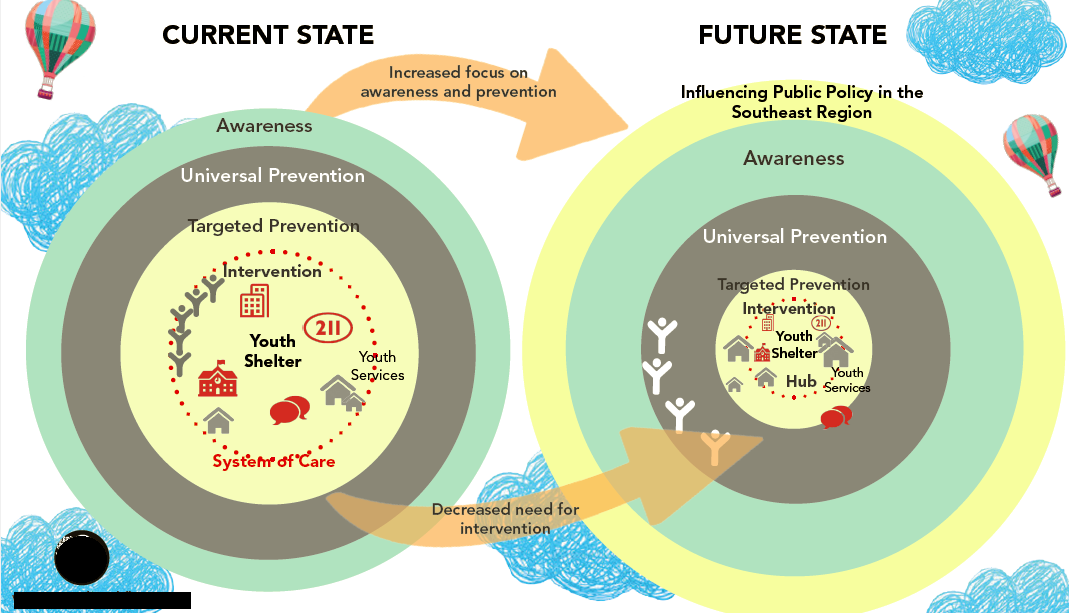 CURRENT STATE
FUTURE STATE
Increased focus on
awareness and prevention
Awareness
Universal Prevention
Targeted Prevention
Intervention
211
Youth
Shelter
Youth
Services
System of Care
Influencing Public Policy in the
Southeast Region
Awareness
Universal Prevention
Targeted Prevention
Intervention
211
Youth
Shelter
Hub
Youth
Services
Decreased need for
intervention